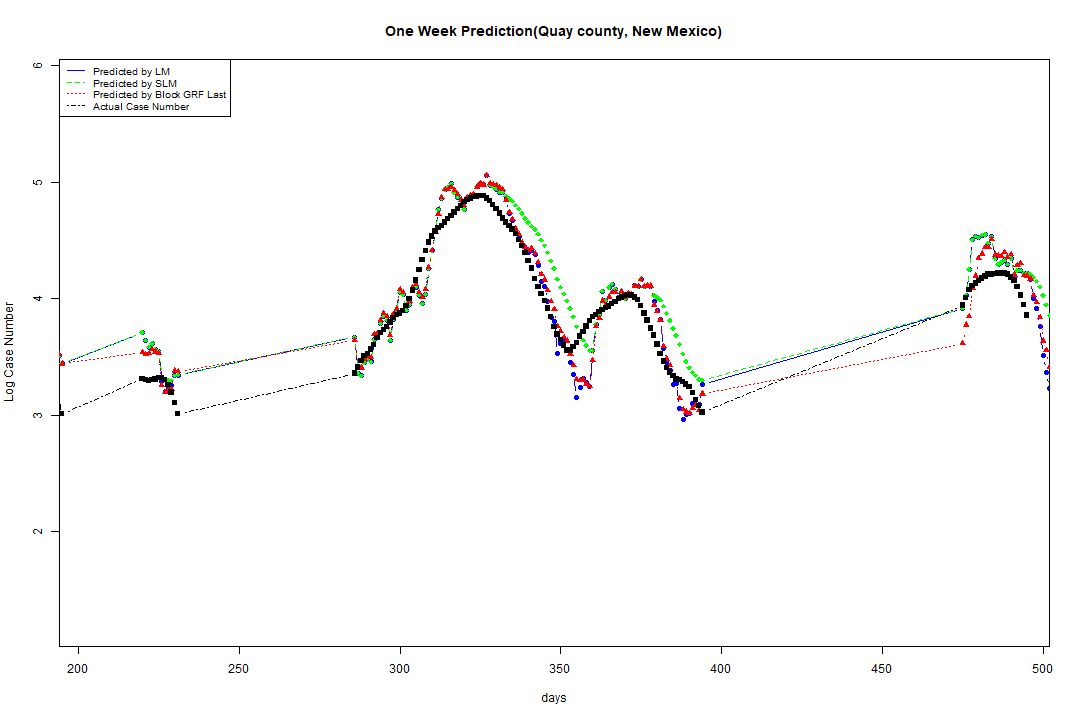 One Week Prediction(Quay county, New Mexico)
Predicted by LM
Predicted by SLM
Predicted by Block GRF Last
Actual Case Number
Log Case Number
6
5
4
3
2
200 250 300 350 400 450 500
days